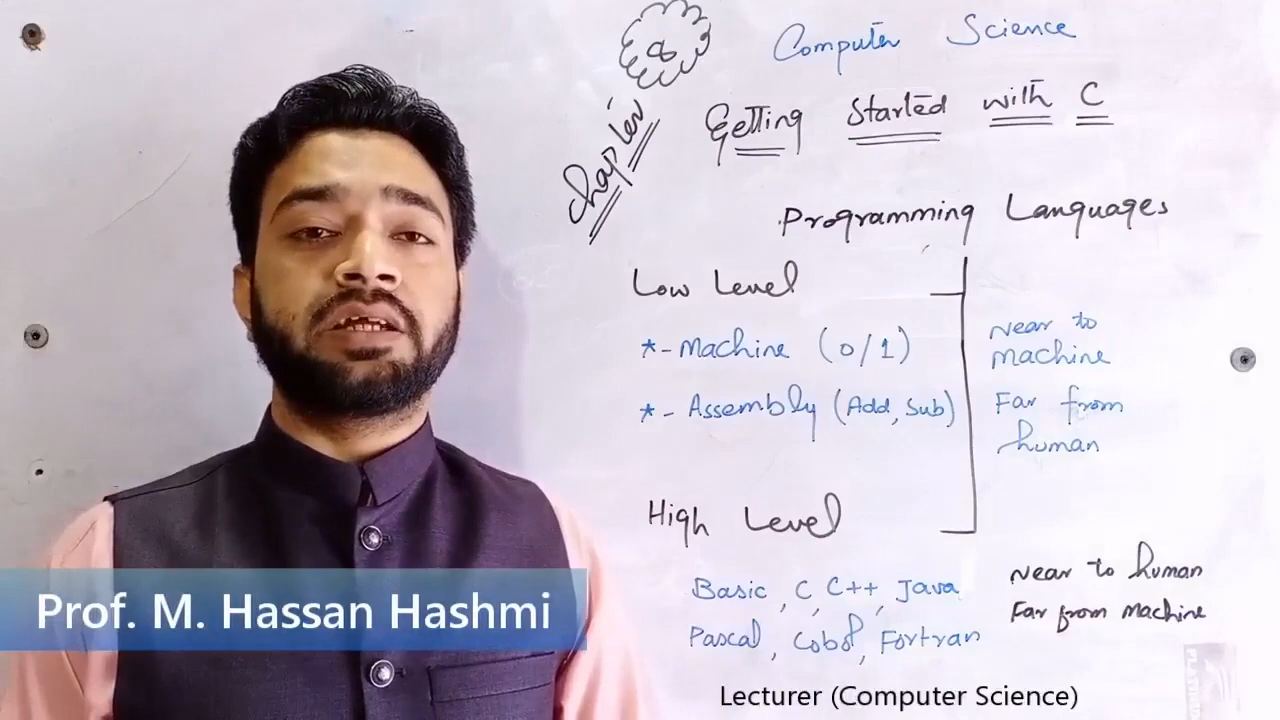 8
Chapter
Computer Science
Getting Started with C
Programming Languages
Low Level
*- Machine (0/1)
*- Assembly (Add, Sub)
Near to
machine
Far from
human
High Level
Basic, C, C++, Java
Pascal, Cobol, Fortran
Near to human
Far from Machine
Prof. M. Hassan Hashmi
Lecturer (Computer Science)